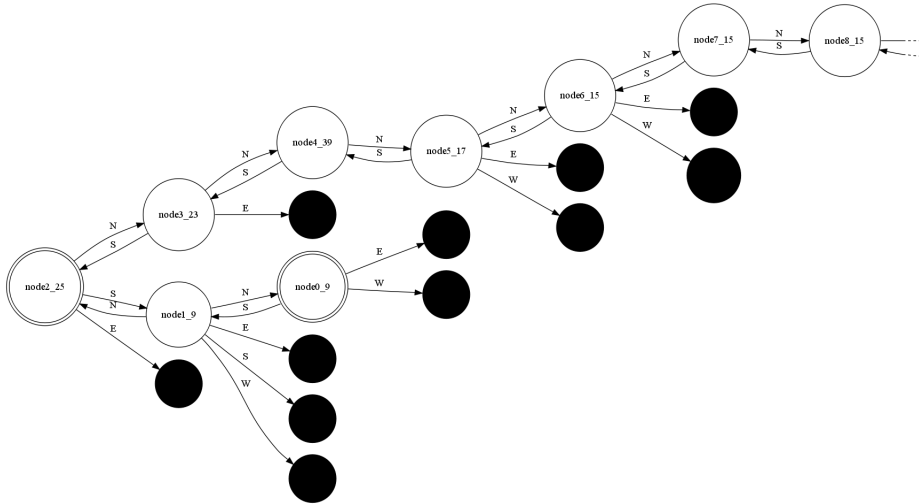 node7_15
N
S
node8_15
node6_15
N
S
E
W
node4_39
N
S
node5_17
N
S
E
W
node3_23
N
S
E
node2_25
N
S
S
N
E
node1_9
N
S
E
S
W
node0_9
E
W